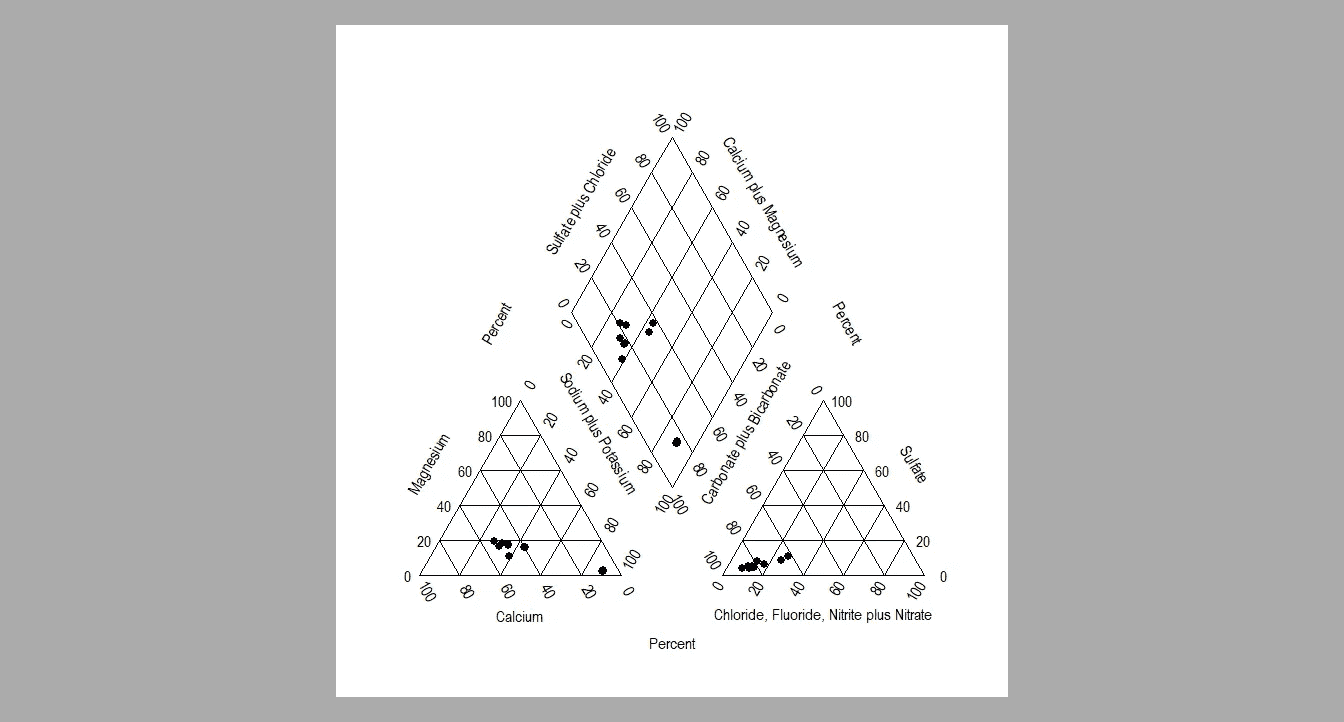 100 100
80 80
Sulfate plus Chloride
Calcium plus Magnesium
60 60
40 40
20 20
0 0
Percent
Percent
0 0
20 20
40 40
60 60
80 80
100 100
Sodium plus Potassium
Carbonate plus Bicarbonate
100 0
80 20
60 40
40 60
20 80
0 100
Magnesium
100 80 60 40 20 0
Calcium
0 100
20 80
40 60
60 40
80 20
100 0
Sulfate
0 20 40 60 80 100
Chloride, Fluoride, Nitrite plus Nitrate
Percent